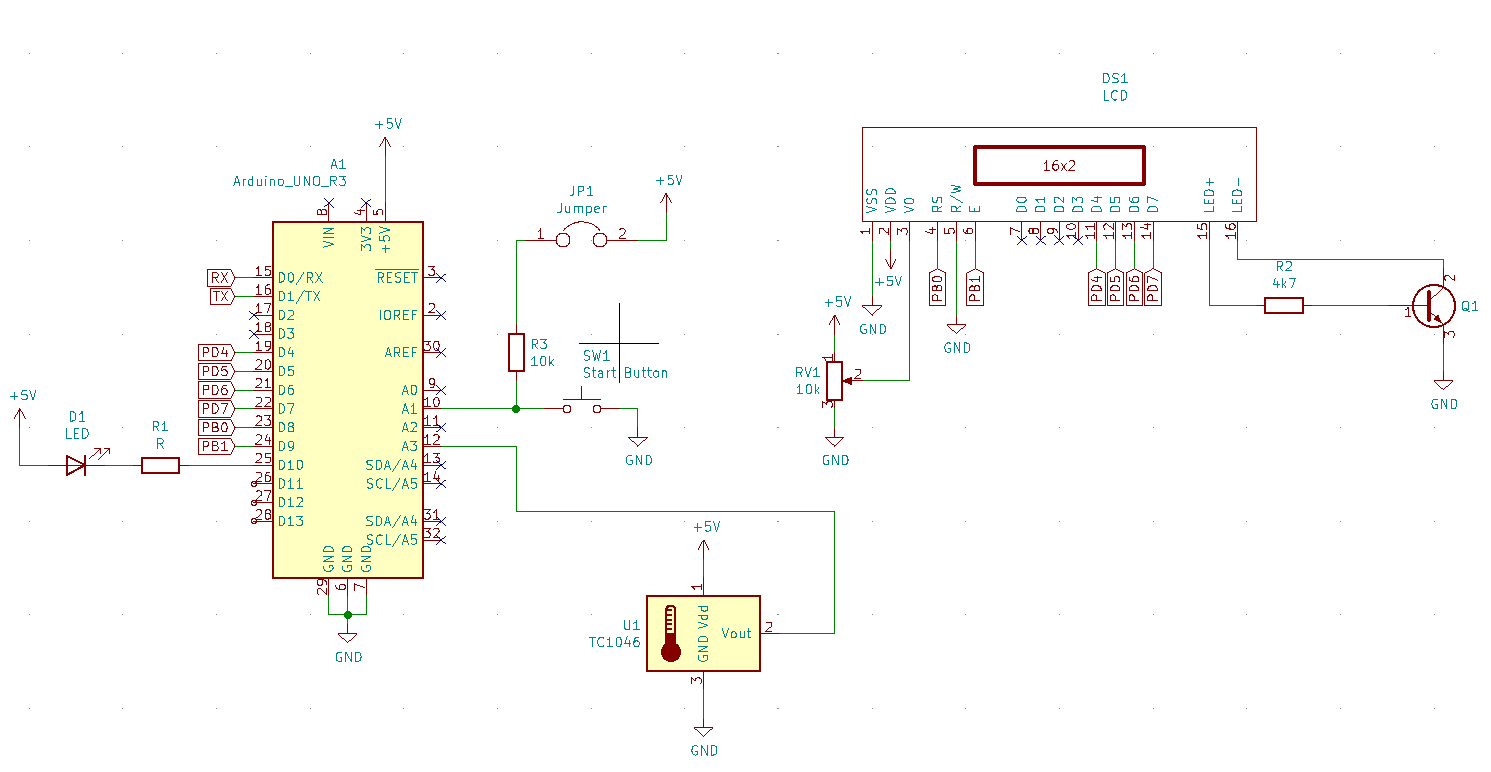 DS1
LCD
16x2
VSS
VDD
VO
RS
R/W
E
D0
D1
D2
D3
D4
D5
D6
D7
LED+
LED-
1
2
3
4
5
6
7
8
9
10
11
12
13
14
15
16
+5V
GND
PB0
GND
PB1
PD4
PD5
PD6
PD7
R2
4k7
1
2
3
Q1
GND
+5V
RV1
10k
1
2
3
GND
+5V
A1
Arduino_UNO_R3
8
4
5
VIN
3V3
+5V
RX
15
D0/RX
TX
16
D1/TX
17
D2
18
D3
PD4
19
D4
PD5
20
D5
PD6
21
D6
PD7
22
D7
PB0
23
D8
PB1
24
D9
25
D10
26
D11
27
D12
28
D13
RESET
3
IOREF
2
AREF
30
A0
9
A1
10
A2
11
A3
12
SDA/A4
13
SCL/A5
14
SDA/A4
31
SCL/A5
32
GND
GND
GND
29
6
7
GND
+5V
D1
LED
R1
R
JP1
Jumper
1
2
+5V
R3
10k
SW1
Start Button
GND
+5V
1
U1
TC1046
GND
Vdd
Vout
2
3
GND